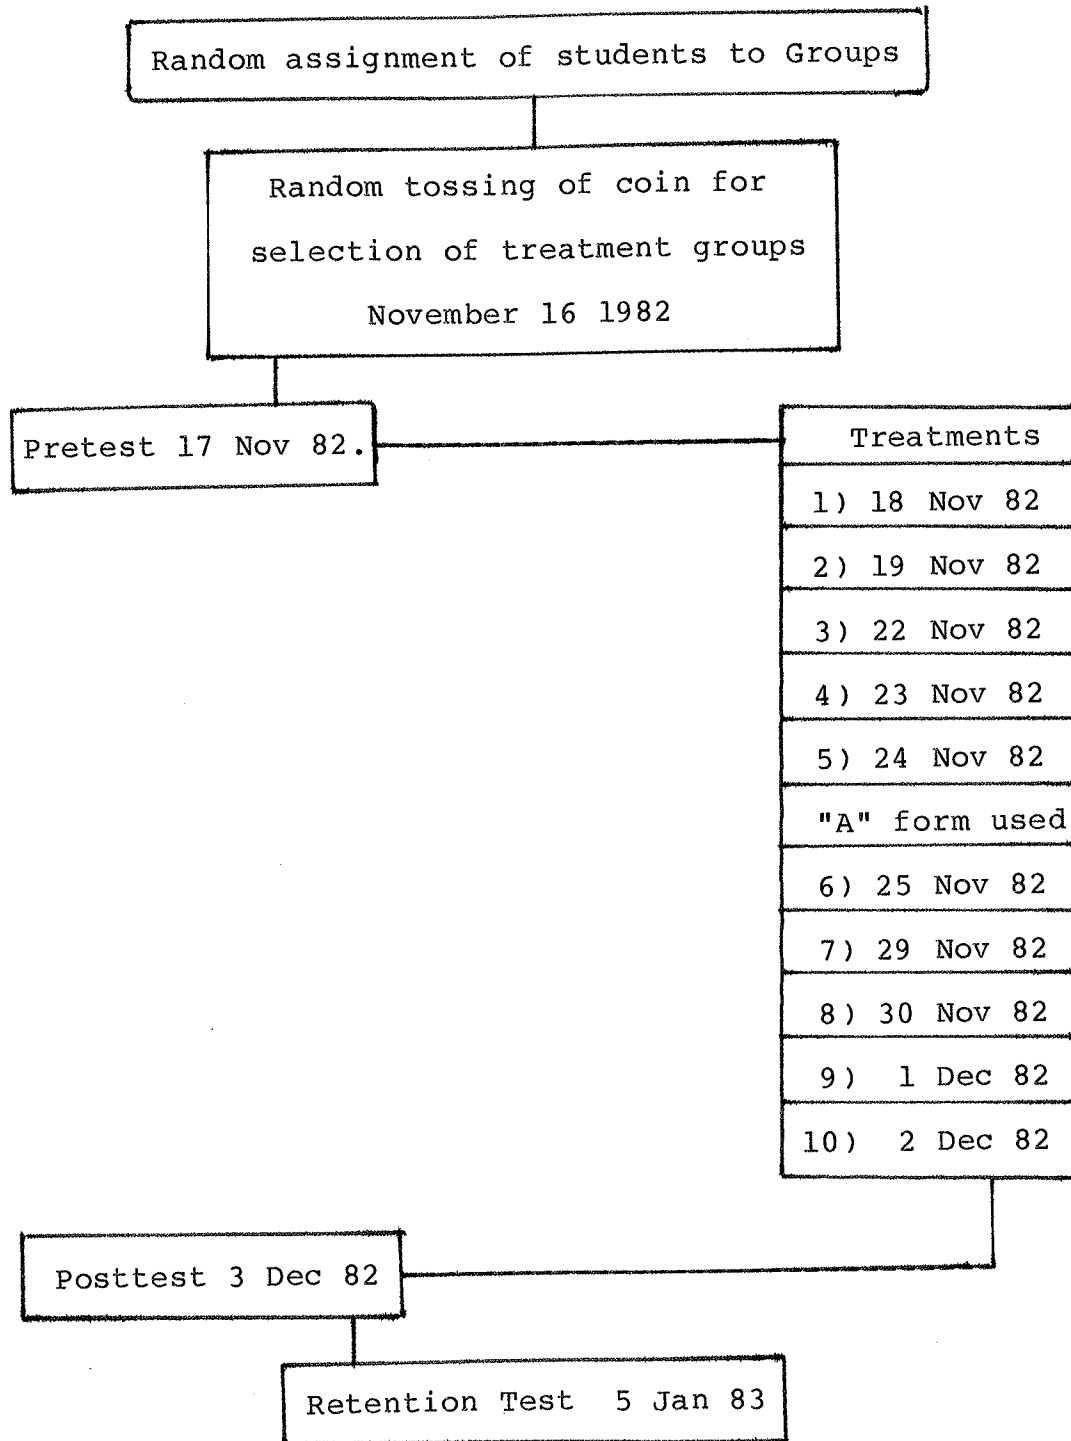 Random assignment of students to Groups
Random tossing of coin for
selection of treatment groups
November 16 1982
Pretest 17 Nov 82.
Treatments
1) 18 Nov 82
2) 19 Nov 82
3) 22 Nov 82
4) 23 Nov 82
5) 24 Nov 82
"A" form used
6) 25 Nov 82
7) 29 Nov 82
8) 30 Nov 82
9) 1 Dec 82
10) 2 Dec 82
Posttest 3 Dec 82
Retention Test 5 Jan 83